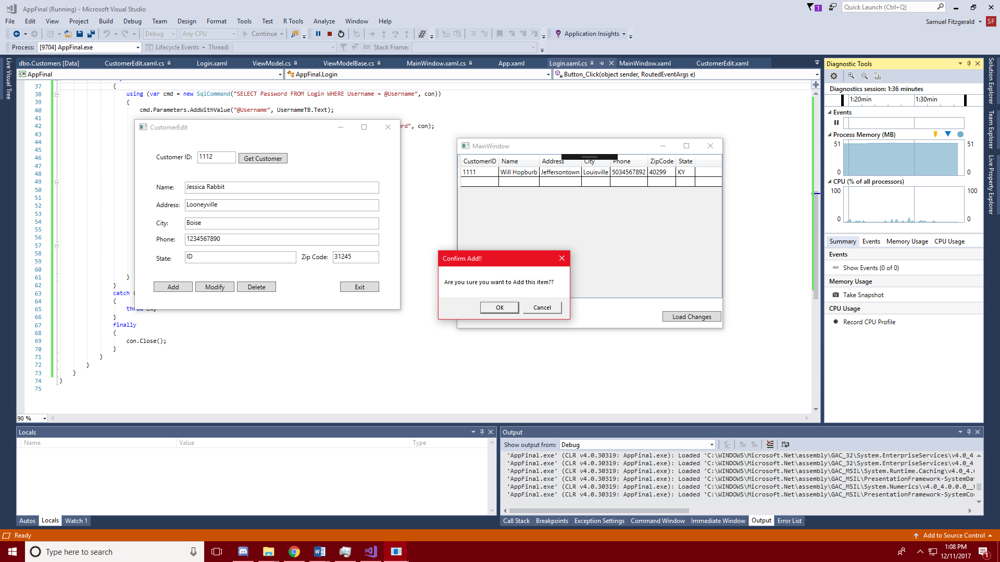 AppFinal (Running) - Microsoft Visual Studio
1
Quick Launch (Ctrl+Q)
File Edit View Project Build Debug Team Design Format Tools Test R Tools Analyze Window Help
Samuel Fitzgerald SF
Debug Any CPU Continue Application Insights
Process: [9704] AppFinal.exe Lifecycle Events Thread: Stack Frame:
Live Visual Tree
dbo.Customers [Data] CustomerEdit.xaml.cs Login.xaml ViewModel.cs ViewModelBase.cs MainWindow.xaml.cs App.xaml Login.xaml.cs MainWindow.xaml CustomerEdit.xaml
AppFinal AppFinal.Login Button_Click(object sender, RoutedEventArgs e)
37 {
38 using (var cmd = new SqlCommand("SELECT Password FROM Login WHERE Username = @Username", con))
39 {
40 cmd.Parameters.AddWithValue("@Username", UsernameTB.Text);
41
42 rd", con);
43
44
45
46
47
48
49
50
51
52
53
54
55
56
57
58
59
60
61 }
62 }
63 catch (
64 {
65 throw ex;
66 }
67 finally
68 {
69 con.Close();
70 }
71 }
72 }
73 }
74 }
75
90 %
CustomerEdit
Customer ID: 1112 Get Customer
Name: Jessica Rabbit
Address: Looneyville
City: Boise
Phone: 1234567890
State: ID Zip Code: 31245
Add Modify Delete Exit
MainWindow
CustomerID Name Address City Phone ZipCode State
1111 Will Hopburb Jeffersontown Louisville 5034567892 40299 KY
Load Changes
Confirm Add!!
Are you sure you want to Add this item??
OK Cancel
Diagnostic Tools
Diagnostics session: 1:36 minutes
1:20min 1:30min
Events
Process Memory (MB)
51 51
0 0
CPU (% of all processors)
100 100
0 0
Summary Events Memory Usage CPU Usage
Events
Show Events (0 of 0)
Memory Usage
Take Snapshot
CPU Usage
Record CPU Profile
Solution Explorer
Team Explorer
Live Property Explorer
Locals
Name Value Type
Autos Locals Watch 1
Output
Show output from: Debug
'AppFinal.exe' (CLR v4.0.30319: AppFinal.exe): Loaded 'C:\WINDOWS\Microsoft.Net\assembly\GAC_32\System.EnterpriseServices\v4.0_4
'AppFinal.exe' (CLR v4.0.30319: AppFinal.exe): Loaded 'C:\WINDOWS\Microsoft.Net\assembly\GAC_32\System.EnterpriseServices\v4.0_4
'AppFinal.exe' (CLR v4.0.30319: AppFinal.exe): Loaded 'C:\WINDOWS\Microsoft.Net\assembly\GAC_MSIL\System.Runtime.Caching\v4.0_4.
'AppFinal.exe' (CLR v4.0.30319: AppFinal.exe): Loaded 'C:\WINDOWS\Microsoft.Net\assembly\GAC_MSIL\PresentationFramework-SystemDa
'AppFinal.exe' (CLR v4.0.30319: AppFinal.exe): Loaded 'C:\WINDOWS\Microsoft.Net\assembly\GAC_MSIL\System.Numerics\v4.0_4.0.0.0__
'AppFinal.exe' (CLR v4.0.30319: AppFinal.exe): Loaded 'C:\WINDOWS\Microsoft.Net\assembly\GAC_MSIL\PresentationFramework-SystemCo
Call Stack Breakpoints Exception Settings Command Window Immediate Window Output Error List
Ready
Add to Source Control
Type here to search
1:08 PM
12/11/2017
1